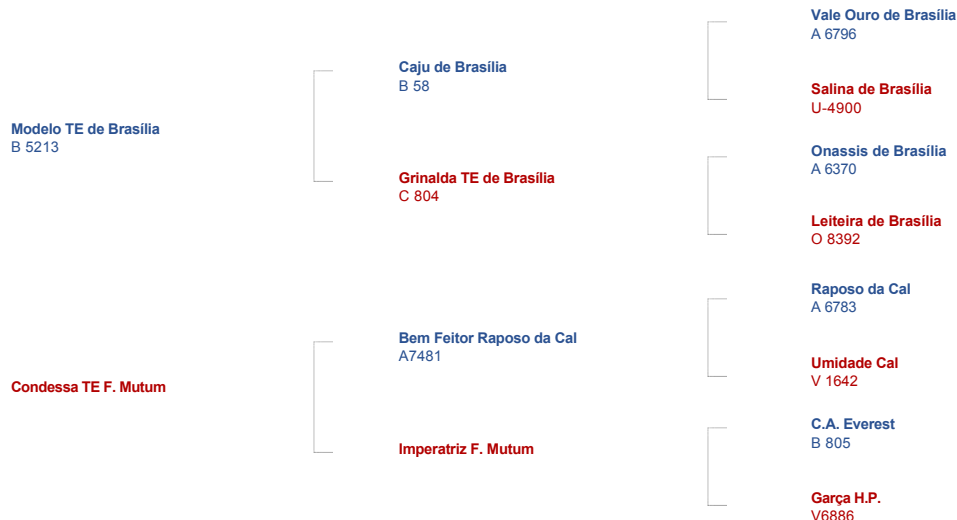 Vale Ouro de Brasília
A 6796
Caju de Brasília
B 58
Salina de Brasília
U-4900
Modelo TE de Brasília
B 5213
Onassis de Brasília
A 6370
Grinalda TE de Brasília
C 804
Leiteira de Brasília
O 8392
Raposo da Cal
A 6783
Bem Feitor Raposo da Cal
A7481
Umidade Cal
V 1642
Condessa TE F. Mutum
C.A. Everest
B 805
Imperatriz F. Mutum
Garça H.P.
V6886